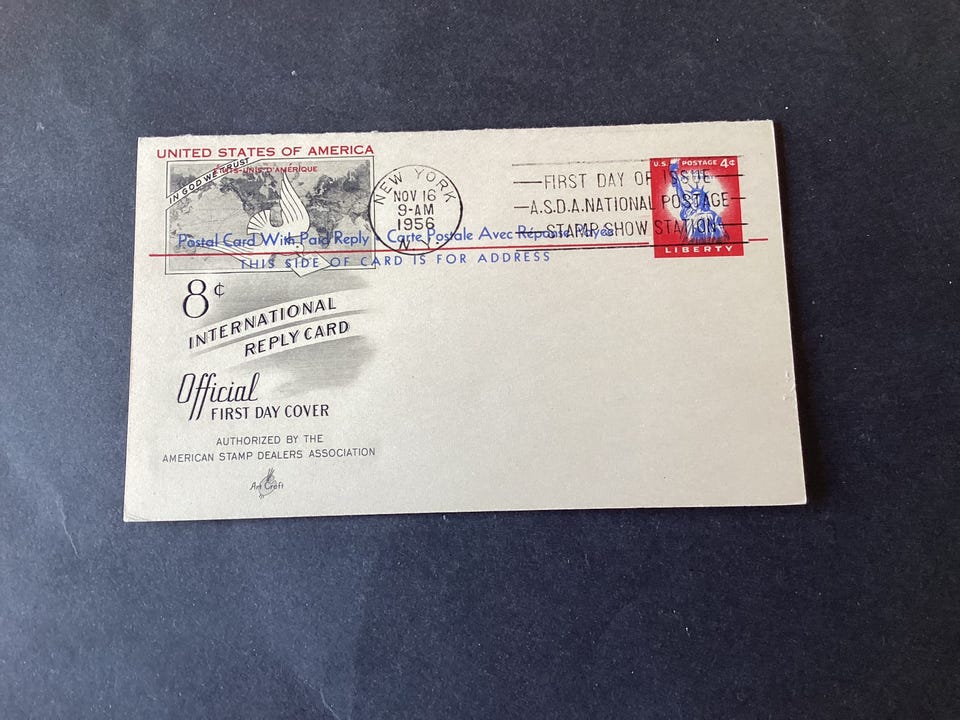 UNITED STATES OF AMERICA
ÉTATS-UNIS D'AMÉRIQUE
IN GOD WE TRUST
Postal Card With Paid Reply Carte Postale Avec Réponse Payée
THIS SIDE OF CARD IS FOR ADDRESS
NEW YORK
NOV 16
9-AM
1956
N.Y.
FIRST DAY OF ISSUE
A.S.D.A. NATIONAL POSTAGE
STAMP SHOW STATION
U.S. POSTAGE 4¢
LIBERTY
8¢
INTERNATIONAL
REPLY CARD
Official
FIRST DAY COVER
AUTHORIZED BY THE
AMERICAN STAMP DEALERS ASSOCIATION
Art Craft